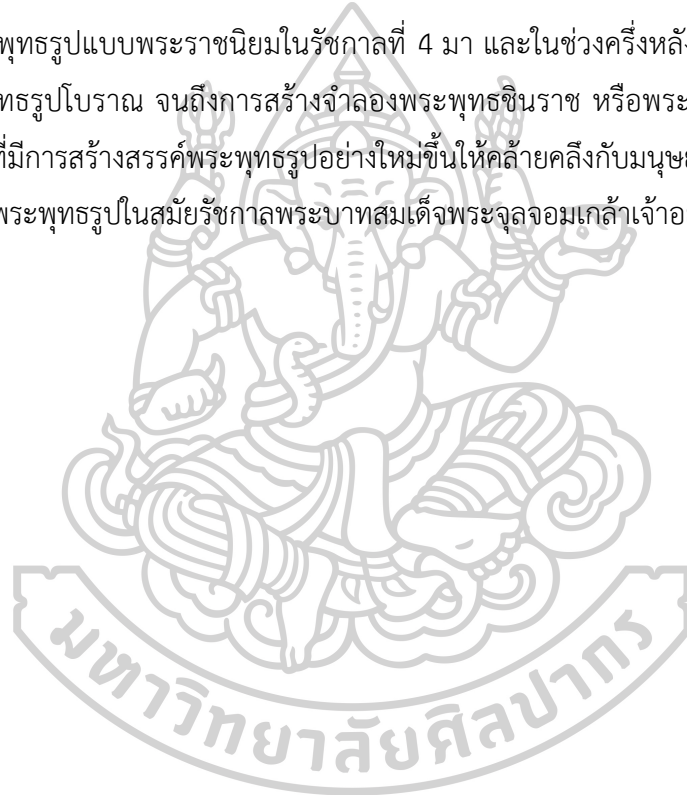 พุทธรูปแบบพระราชนิยมในรัชกาลที่ 4 มา และในช่วงครึ่งหลัง
ทธรูปโบราณ จนถึงการสร้างจำลองพระพุทธชินราช หรือพระ
ที่มีการสร้างสรรค์พระพุทธรูปอย่างใหม่ขึ้นให้คล้ายคลึงกับมนุษย
พระพุทธรูปในสมัยรัชกาลพระบาทสมเด็จพระจุลจอมเกล้าเจ้าอ
มหาวิทยาลัยศิลปากร